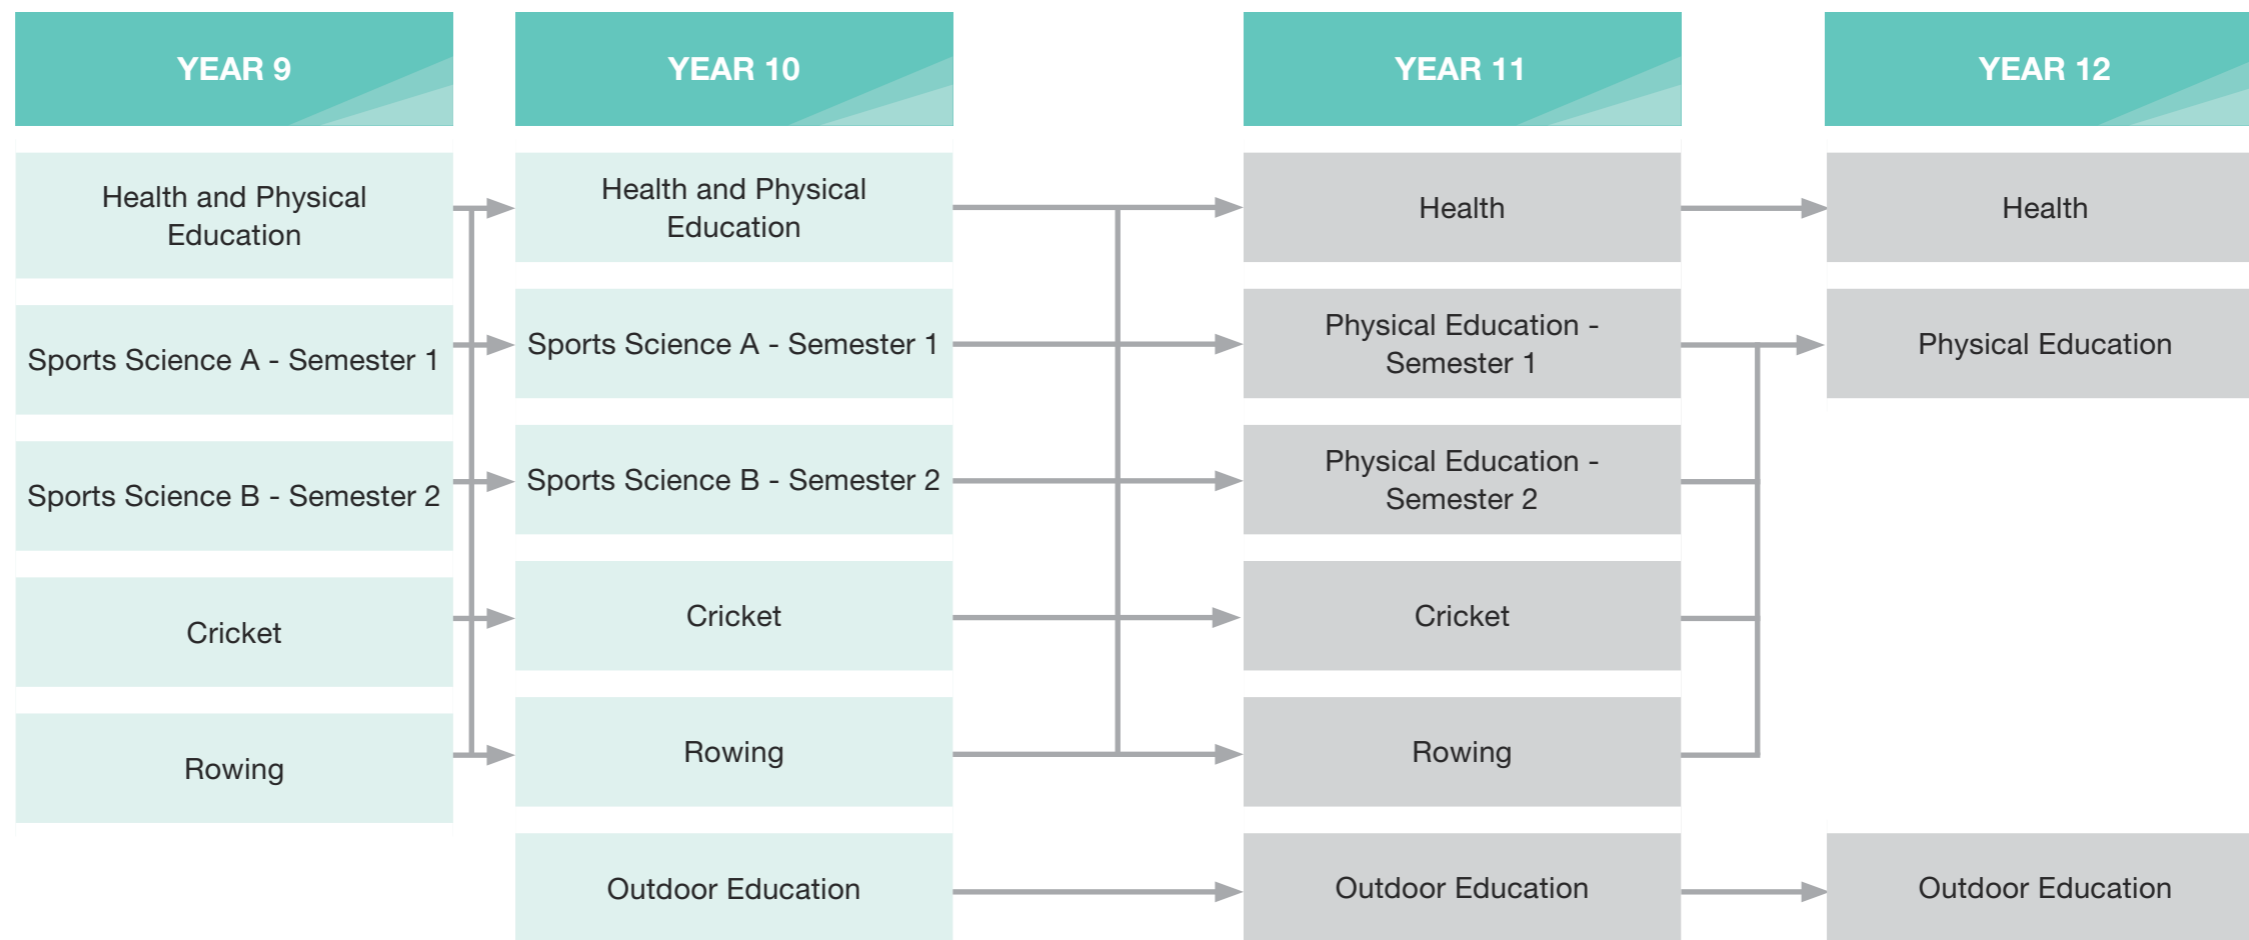 YEAR 9
YEAR 10
YEAR 11
YEAR 12
Health and Physical
Education
Health and Physical
Education
Health
Health
Sports Science A - Semester 1
Sports Science A - Semester 1
Physical Education -
Semester 1
Physical Education
Sports Science B - Semester 2
Sports Science B - Semester 2
Physical Education -
Semester 2
Cricket
Cricket
Cricket
Rowing
Rowing
Rowing
Outdoor Education
Outdoor Education
Outdoor Education